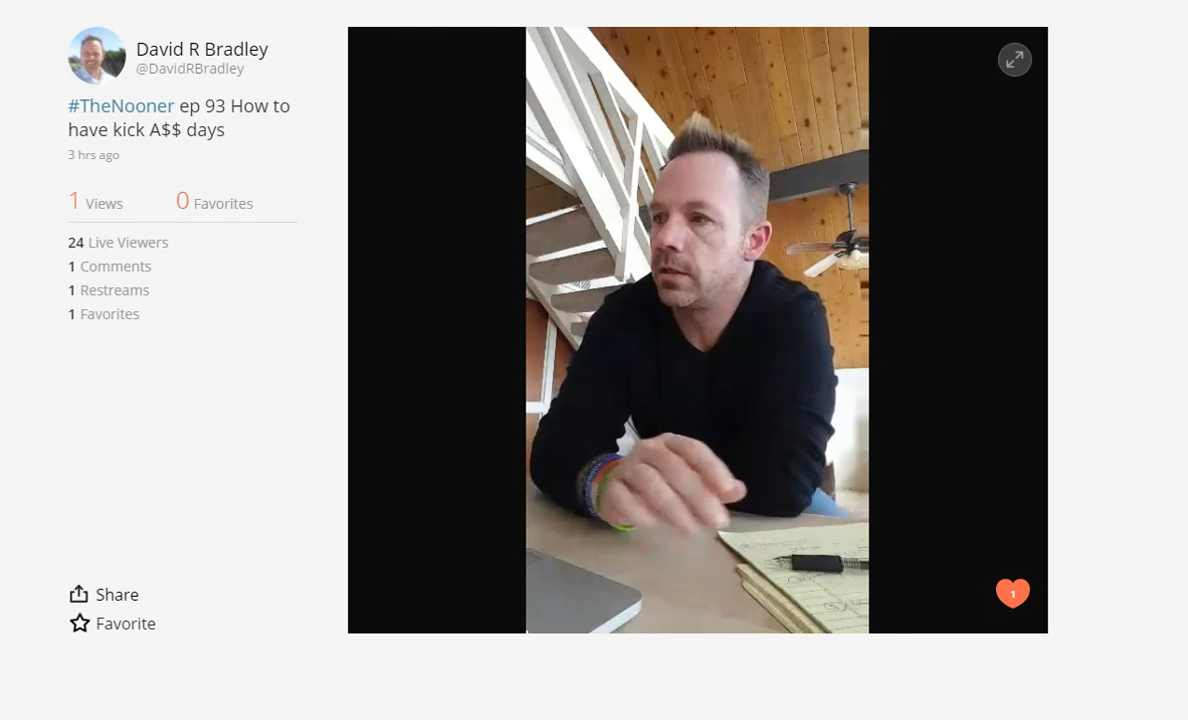 David R Bradley
@DavidRBradley
#TheNooner ep 93 How to
have kick A$$ days
3 hrs ago
1 Views 0 Favorites
24 Live Viewers
1 Comments
1 Restreams
1 Favorites
1
Share
Favorite